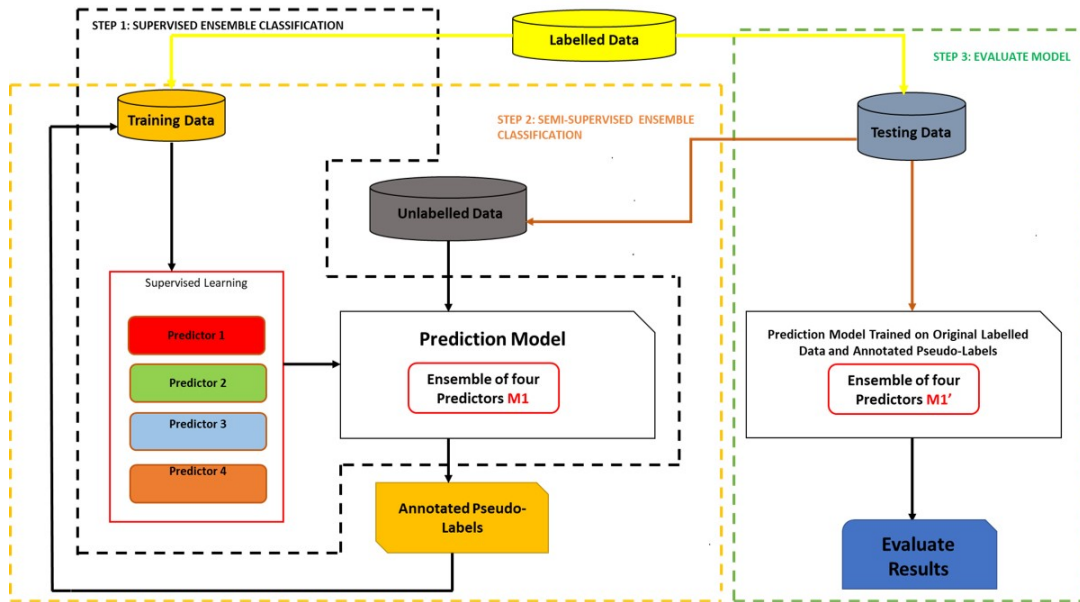 STEP 1: SUPERVISED ENSEMBLE CLASSIFICATION
Labelled Data
STEP 3: EVALUATE MODEL
Training Data
STEP 2: SEMI-SUPERVISED ENSEMBLE
CLASSIFICATION
Testing Data
Unlabelled Data
Supervised Learning
Predictor 1
Predictor 2
Predictor 3
Predictor 4
Prediction Model
Ensemble of four
Predictors M1
Prediction Model Trained on Original Labelled
Data and Annotated Pseudo-Labels
Ensemble of four
Predictors M1’
Annotated Pseudo-
Labels
Evaluate
Results